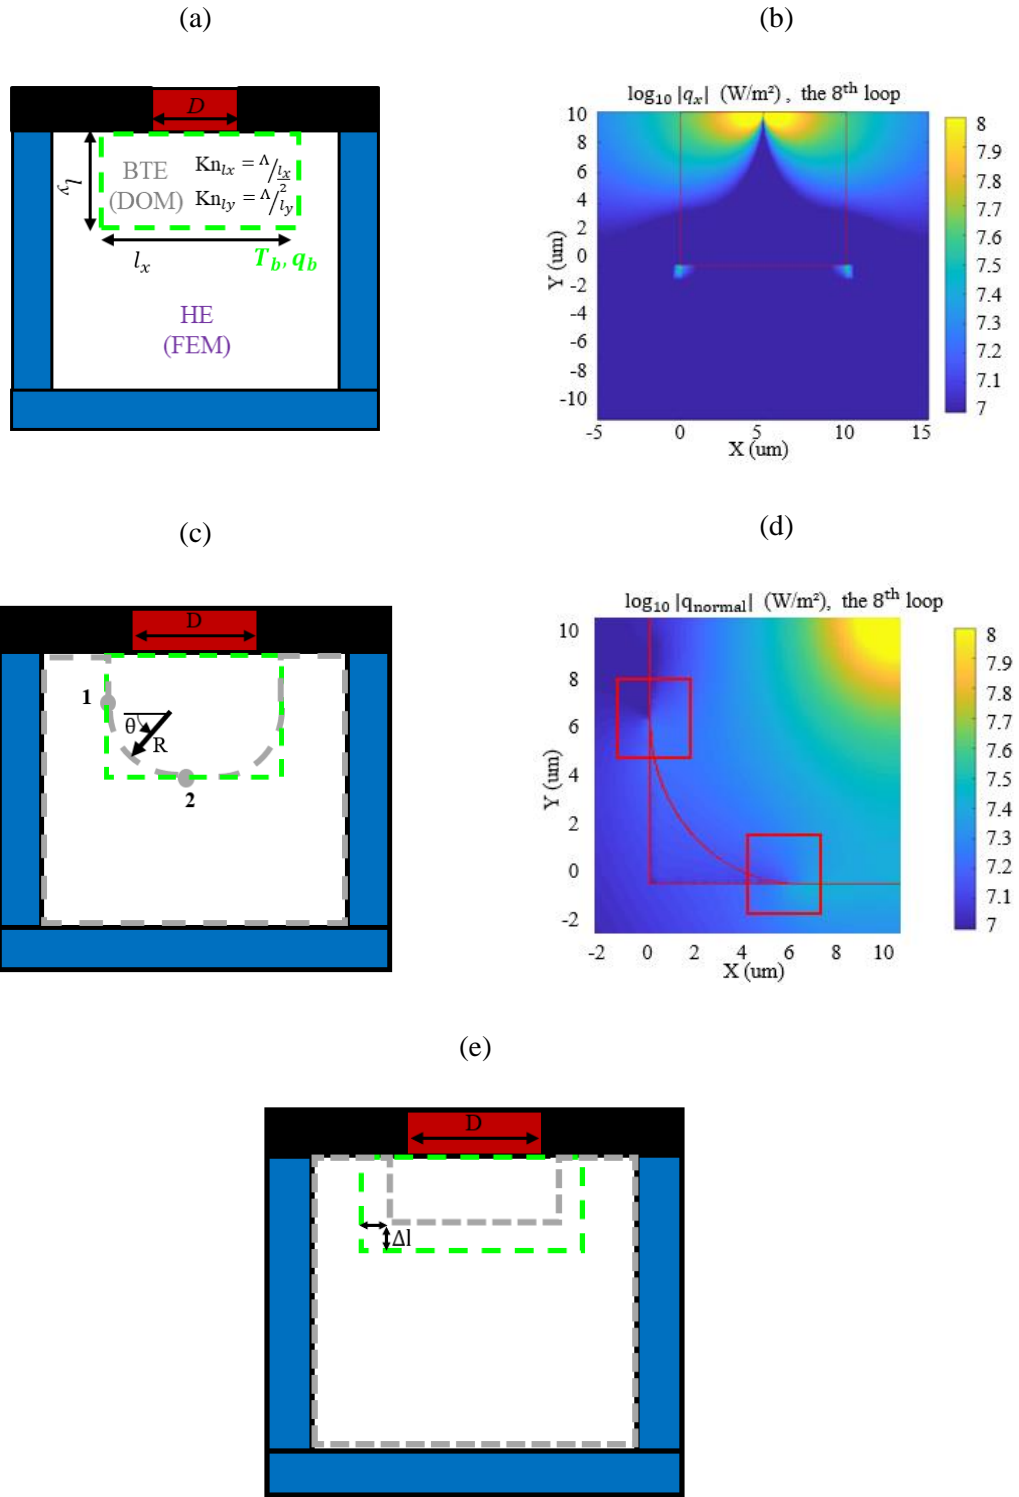 (a)
D
BTE
(DOM)
Kn_lx = Λ/l_x/2
Kn_ly = Λ/l_y
l_y
l_x
T_b, q_b
HE
(FEM)
(b)
log₁₀ |q_x| (W/m²) , the 8ᵗʰ loop
10
8
6
4
2
0
-2
-4
-6
-8
-10
Y (um)
-5 0 5 10 15
X (um)
8
7.9
7.8
7.7
7.6
7.5
7.4
7.3
7.2
7.1
7
(c)
D
1
θ
R
2
(d)
log₁₀ |q_normal| (W/m²), the 8ᵗʰ loop
10
8
6
4
2
0
-2
Y (um)
-2 0 2 4 6 8 10
X (um)
8
7.9
7.8
7.7
7.6
7.5
7.4
7.3
7.2
7.1
7
(e)
D
Δl